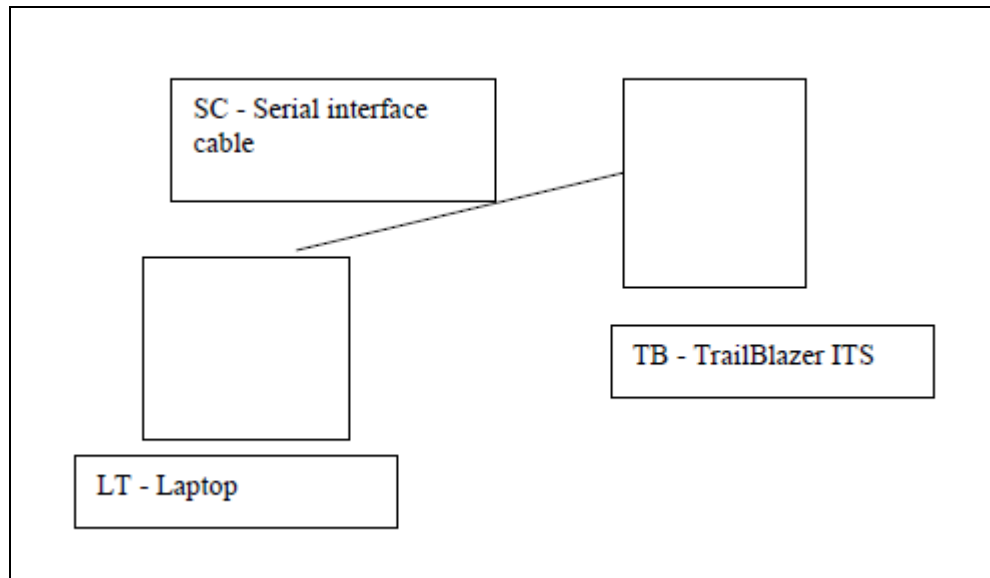 SC - Serial interface
cable
TB - TrailBlazer ITS
LT - Laptop